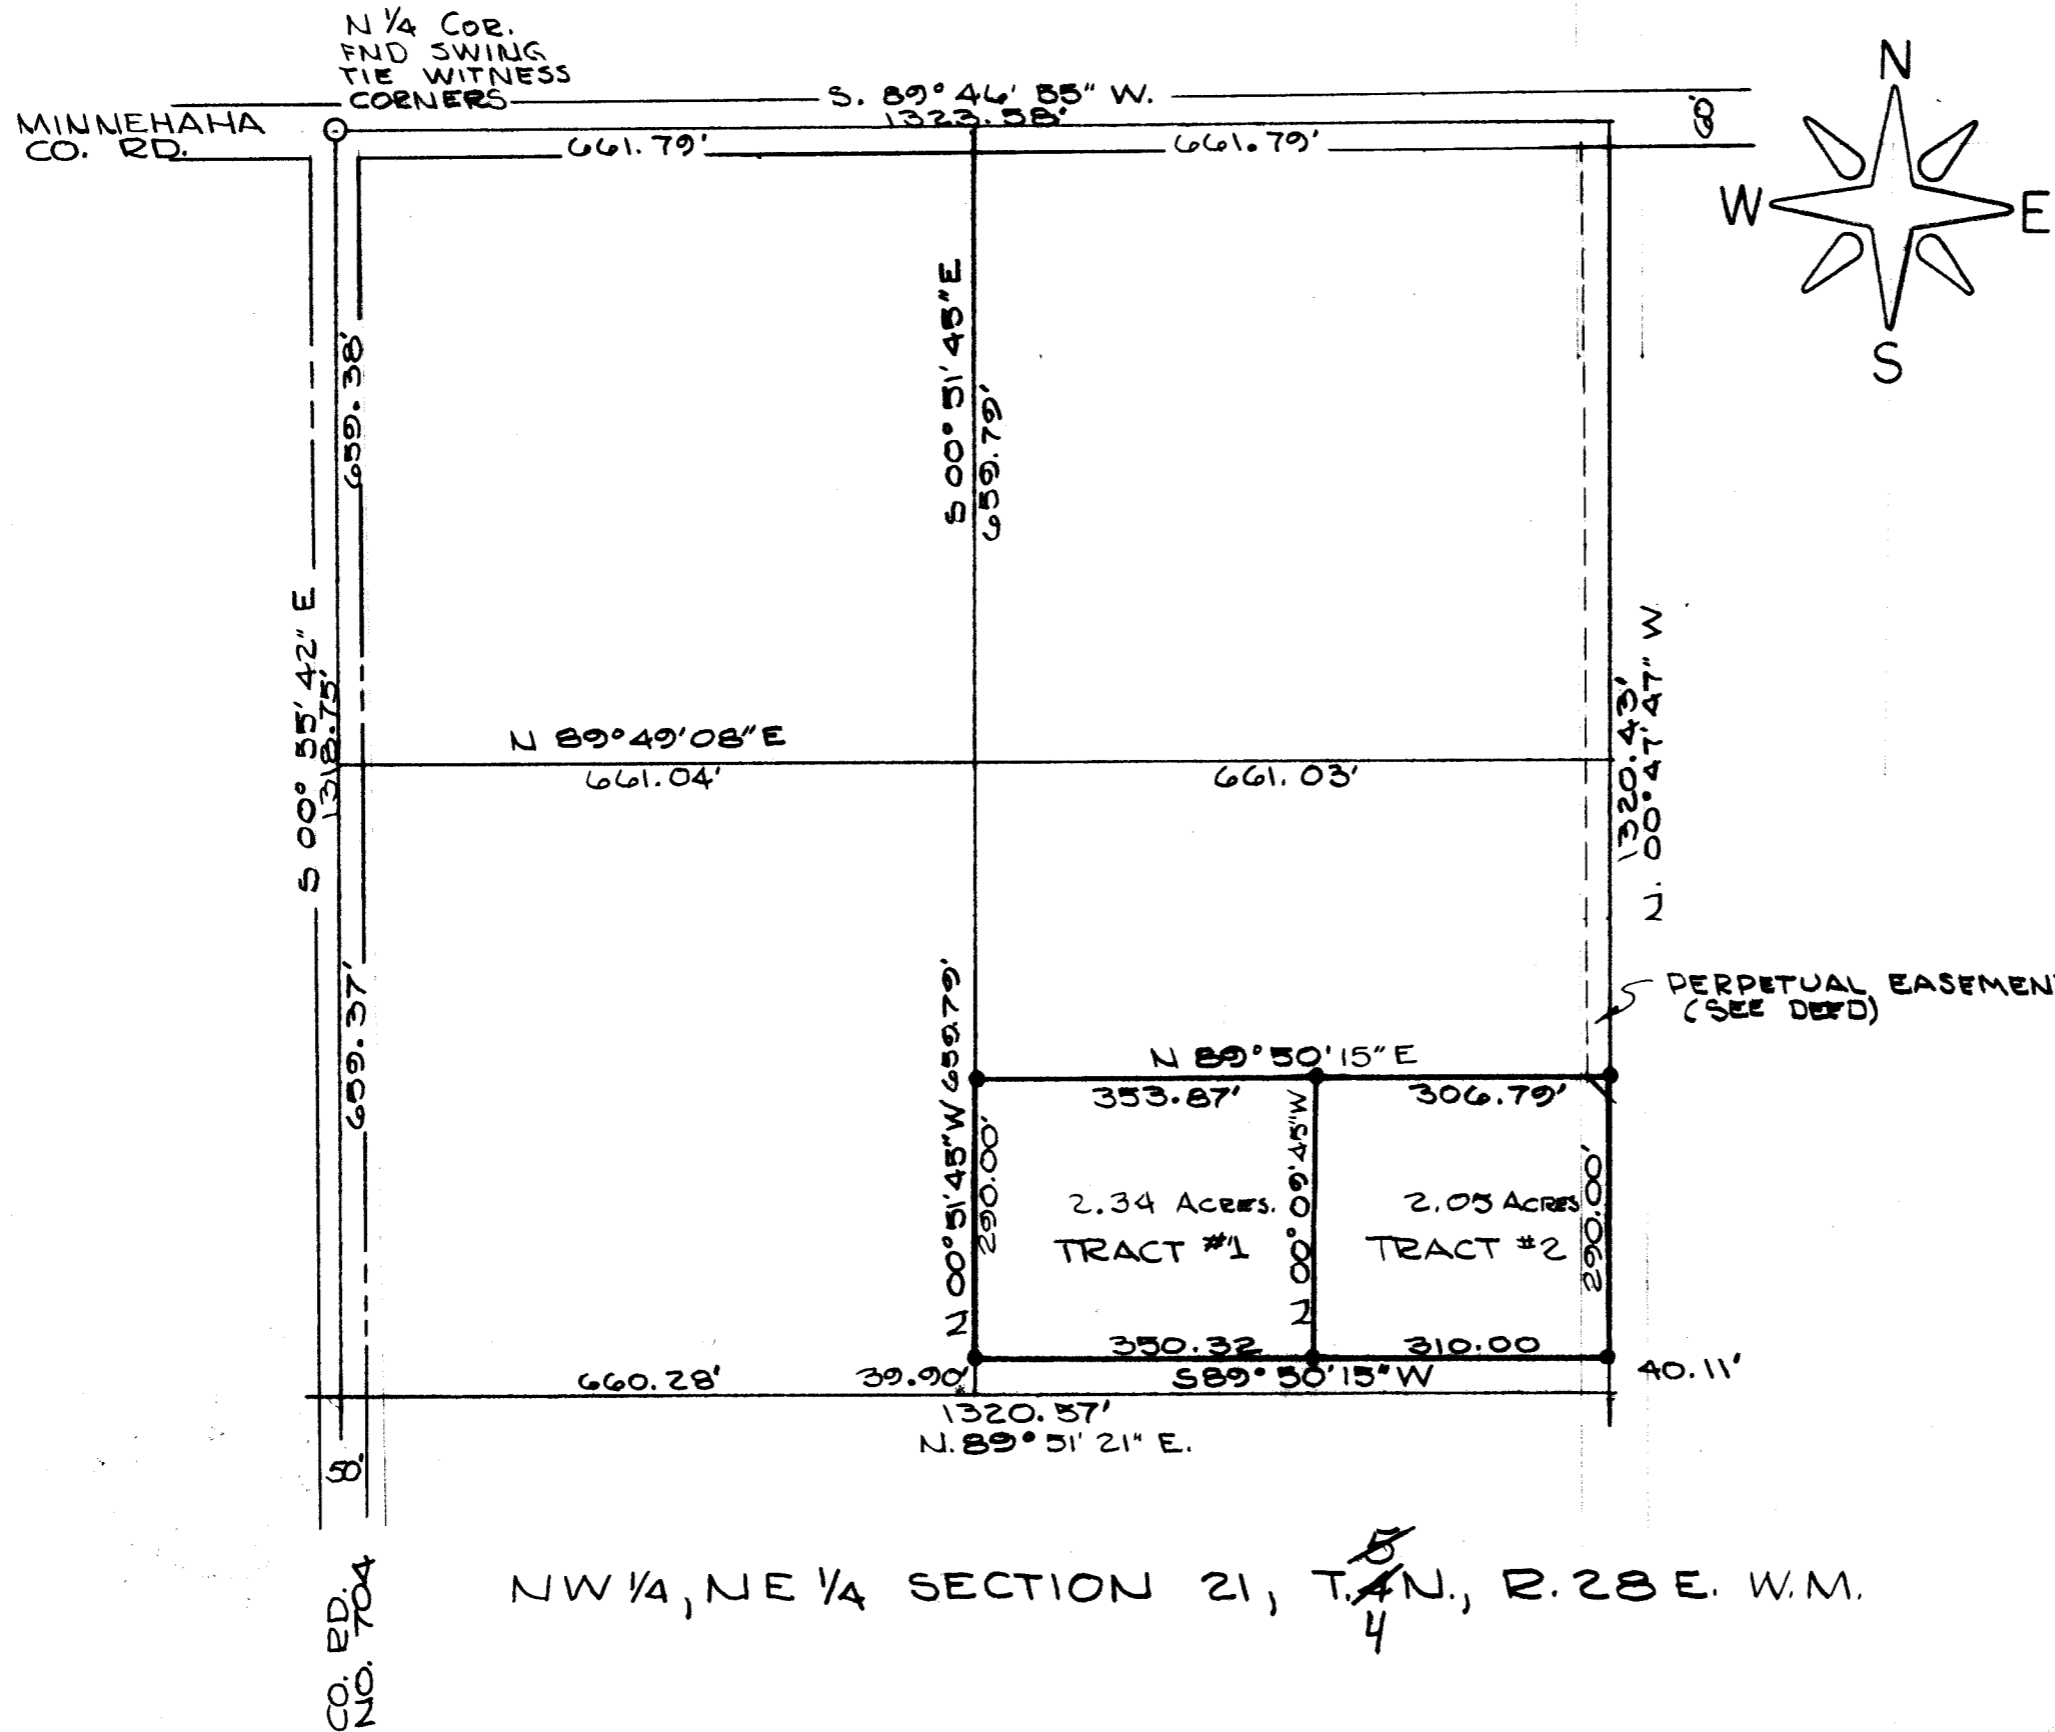 N 1/4 COR.
FND SWING
TIE WITNESS
CORNERS
MINNEHAHA
CO. RD.
S. 89° 46' 55" W.
1323.58'
661.79'
661.79'
60'
N
W
E
S
659.38'
S 00° 51' 45" E
659.79'
S 00° 55' 42" E
1318.75'
N 89° 49' 08" E
661.04'
661.03'
1320.43'
N. 00° 47' 47" W
659.37'
PERPETUAL EASEMENT
(SEE DEED)
N 00° 51' 45" W 659.79'
290.00'
N 89° 50' 15" E
353.87'
306.79'
N 00° 09' 45" W
290.00'
2.34 ACRES.
TRACT #1
2.05 ACRES
TRACT #2
350.32
310.00
S 89° 50' 15" W
660.28'
39.90'
40.11'
1320.57'
N. 89° 51' 21" E.
50'
CO. RD.
NO. 704
5
NW 1/4, NE 1/4 SECTION 21, T.4N., R. 28 E. W.M.
4